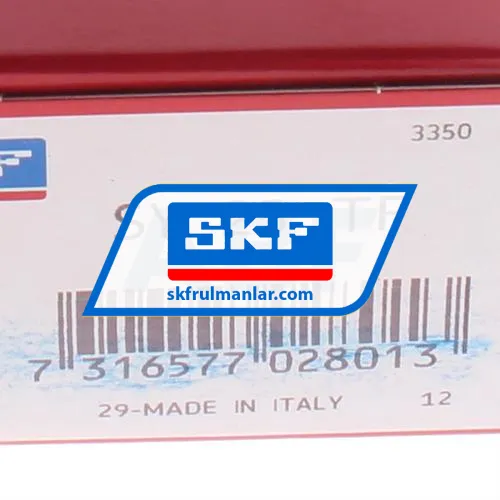 3350
SKF
skfrulmanlar.com
7 316577 028013
29-MADE IN ITALY 12